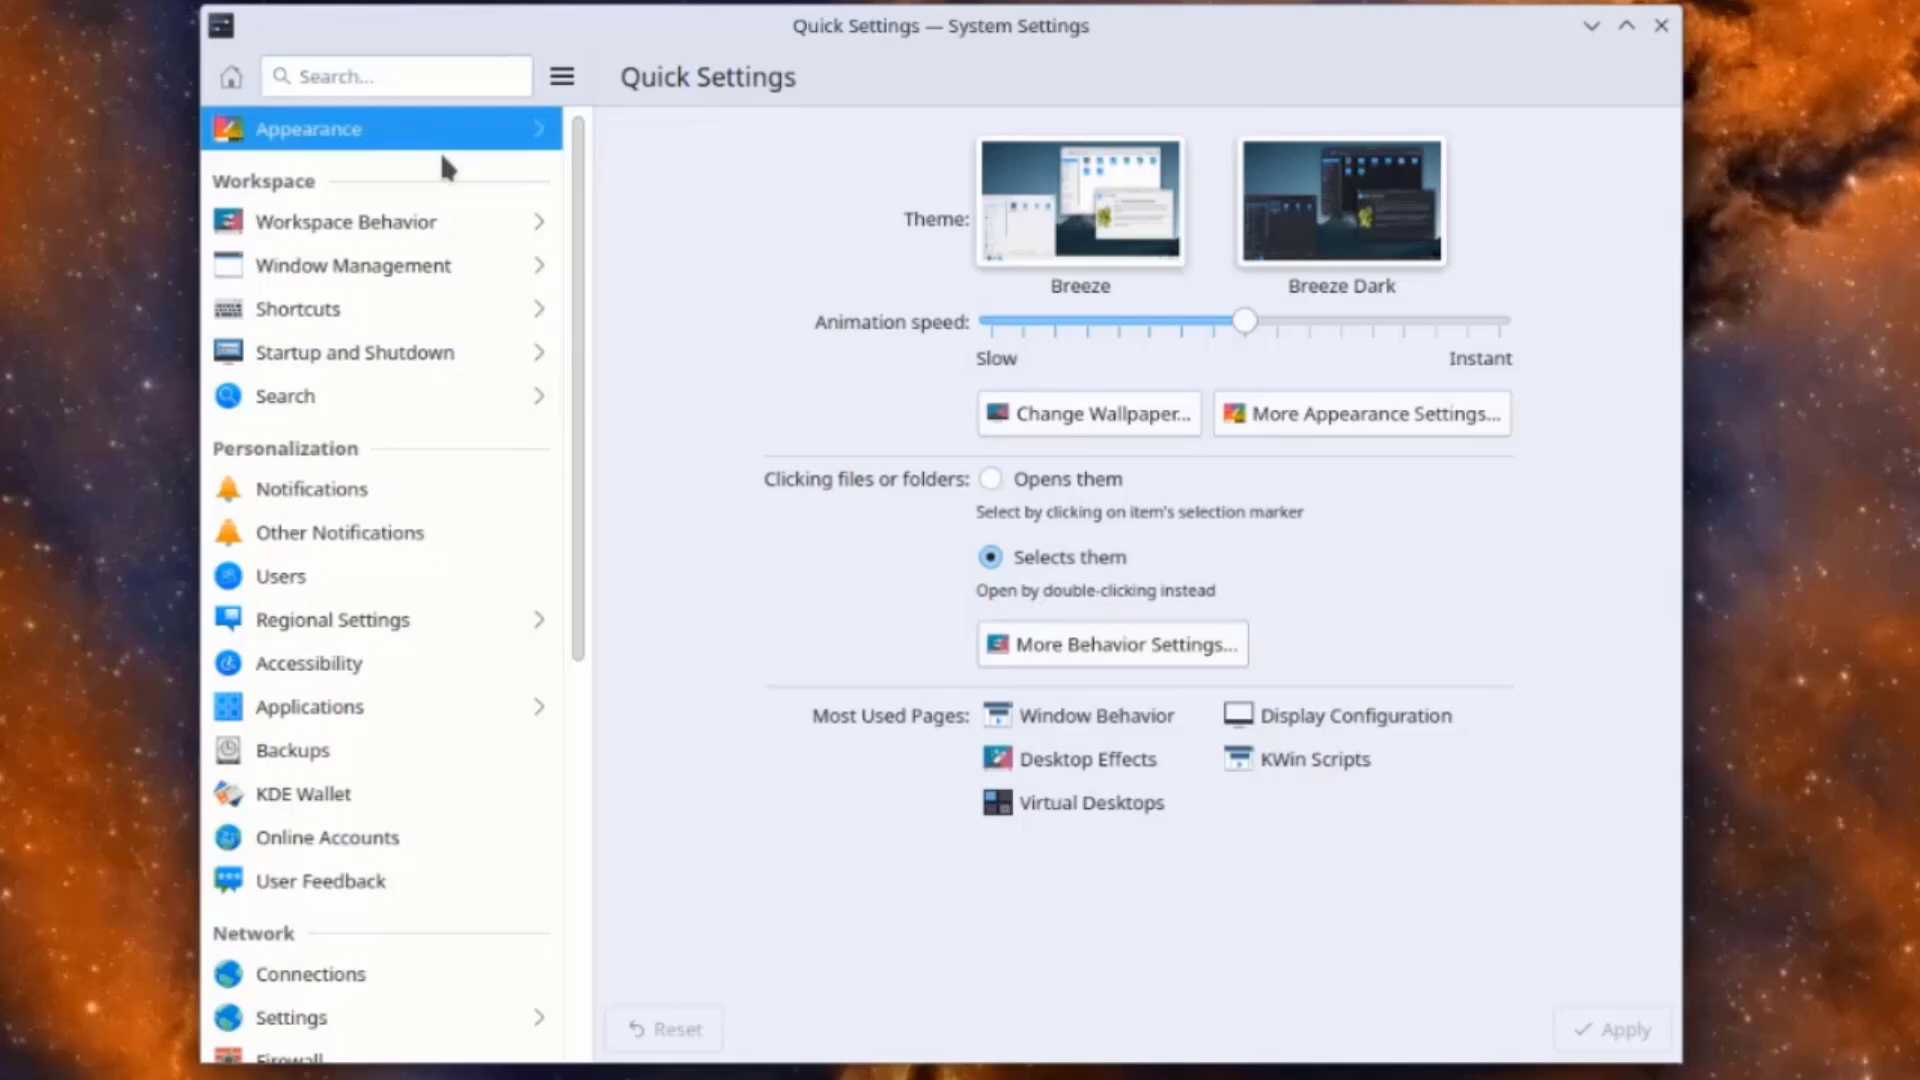 Quick Settings — System Settings
Search...
Quick Settings
Appearance
Workspace
Workspace Behavior
Window Management
Shortcuts
Startup and Shutdown
Search
Personalization
Notifications
Other Notifications
Users
Regional Settings
Accessibility
Applications
Backups
KDE Wallet
Online Accounts
User Feedback
Network
Connections
Settings
Firewall
Theme:
Breeze
Breeze Dark
Animation speed:
Slow
Instant
Change Wallpaper...
More Appearance Settings...
Clicking files or folders:
Opens them
Select by clicking on item's selection marker
Selects them
Open by double-clicking instead
More Behavior Settings...
Most Used Pages:
Window Behavior
Display Configuration
Desktop Effects
KWin Scripts
Virtual Desktops
Reset
Apply